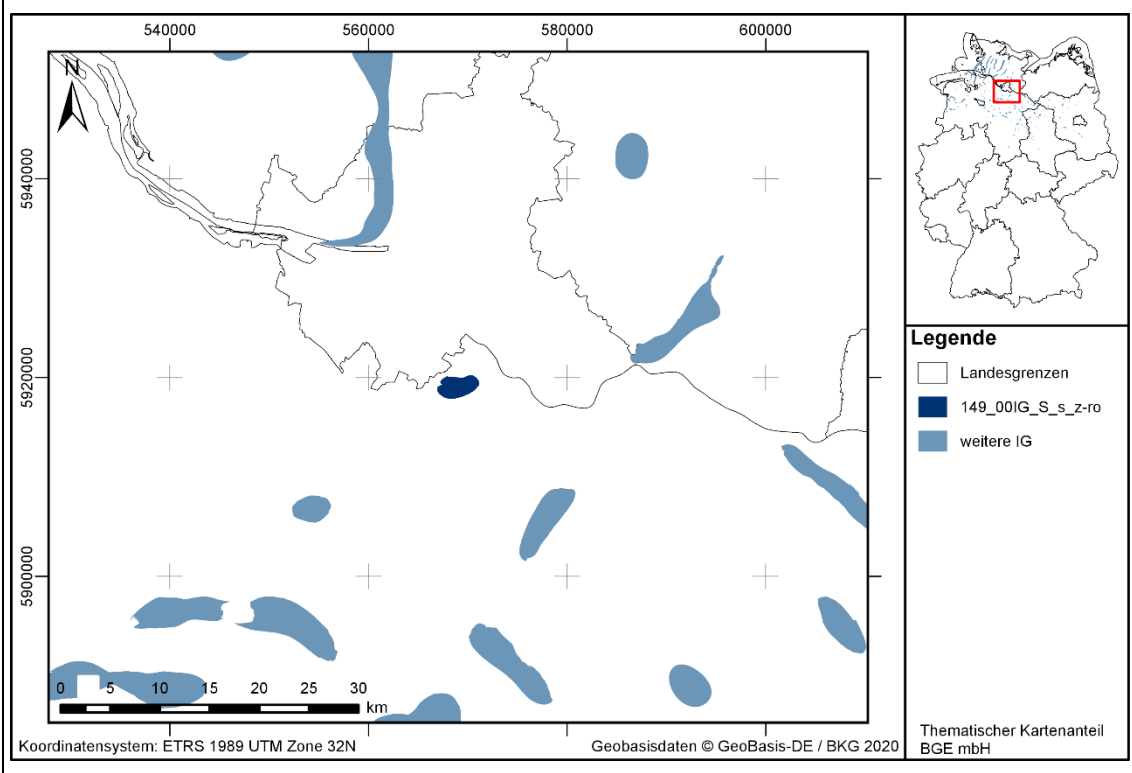 540000
560000
580000
600000
N
5940000
5920000
5900000
0 5 10 15 20 25 30
km
Koordinatensystem: ETRS 1989 UTM Zone 32N
Geobasisdaten © GeoBasis-DE / BKG 2020
Legende
Landesgrenzen
149_00IG_S_s_z-ro
weitere IG
Thematischer Kartenanteil
BGE mbH